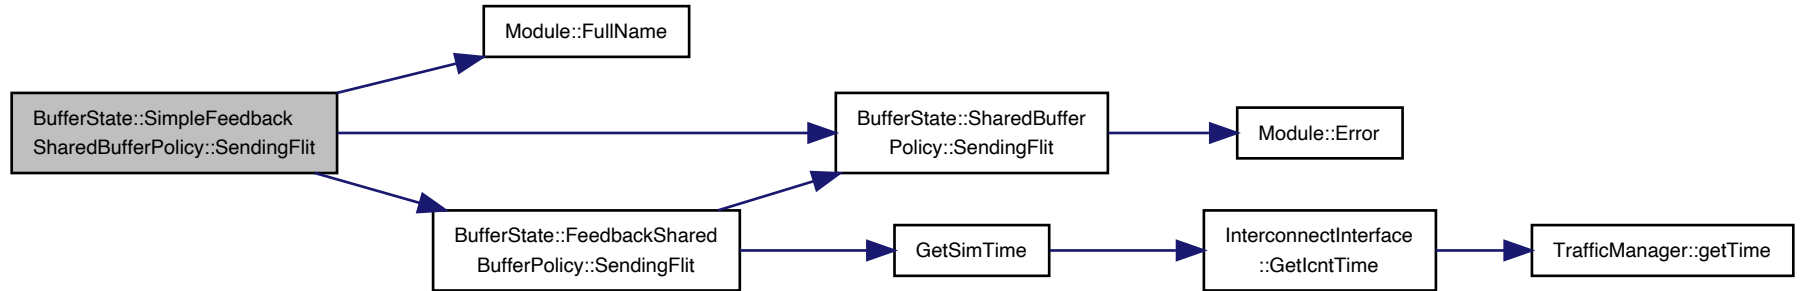 Module::FullName
BufferState::SimpleFeedback
SharedBufferPolicy::SendingFlit
BufferState::SharedBuffer
Policy::SendingFlit
Module::Error
BufferState::FeedbackShared
BufferPolicy::SendingFlit
GetSimTime
InterconnectInterface
::GetIcntTime
TrafficManager::getTime